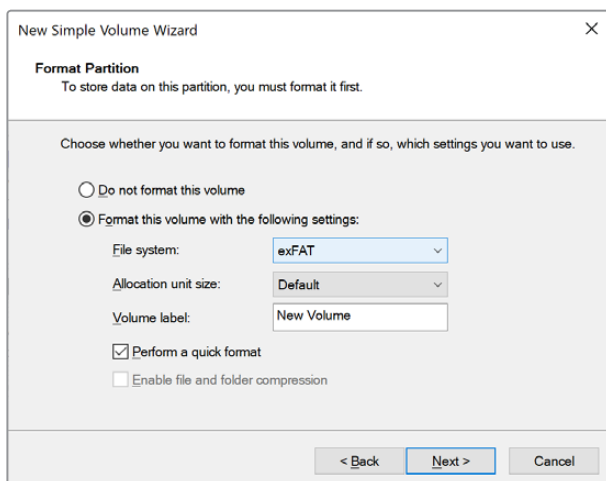 New Simple Volume Wizard
Format Partition
To store data on this partition, you must format it first.
Choose whether you want to format this volume, and if so, which settings you want to use.
Do not format this volume
Format this volume with the following settings:
File system: exFAT
Allocation unit size: Default
Volume label: New Volume
Perform a quick format
Enable file and folder compression
< Back Next > Cancel